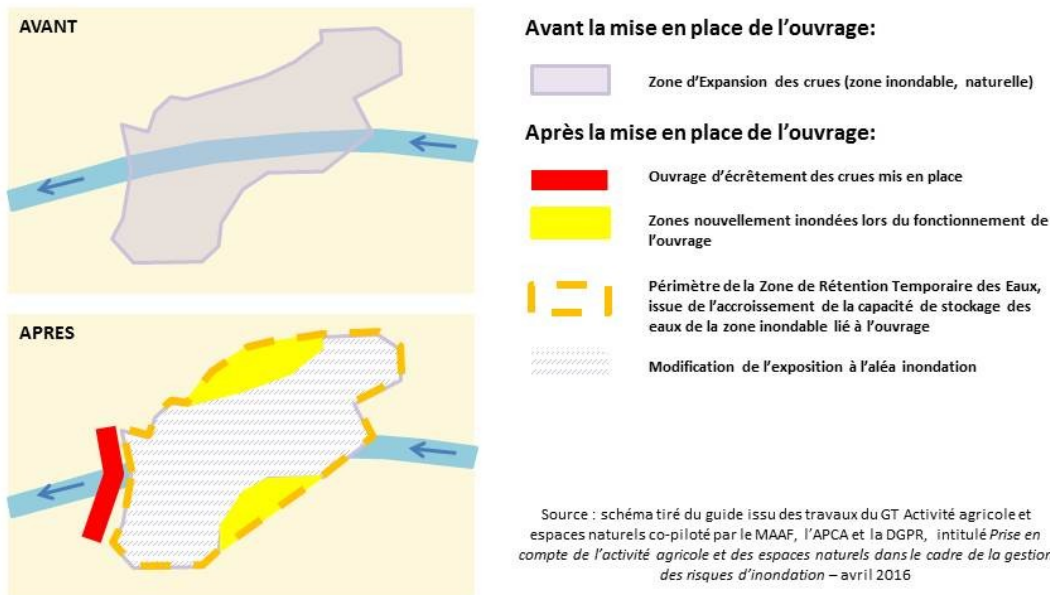 AVANT
APRES
Avant la mise en place de l'ouvrage:
Zone d'Expansion des crues (zone inondable, naturelle)
Après la mise en place de l'ouvrage:
Ouvrage d'écrêtement des crues mis en place
Zones nouvellement inondées lors du fonctionnement de
l'ouvrage
Périmètre de la Zone de Rétention Temporaire des Eaux,
issue de l'accroissement de la capacité de stockage des
eaux de la zone inondable lié à l'ouvrage
Modification de l'exposition à l'aléa inondation
Source : schéma tiré du guide issu des travaux du GT Activité agricole et
espaces naturels co-piloté par le MAAF, l'APCA et la DGPR, intitulé Prise en
compte de l'activité agricole et des espaces naturels dans le cadre de la gestion
des risques d'inondation – avril 2016